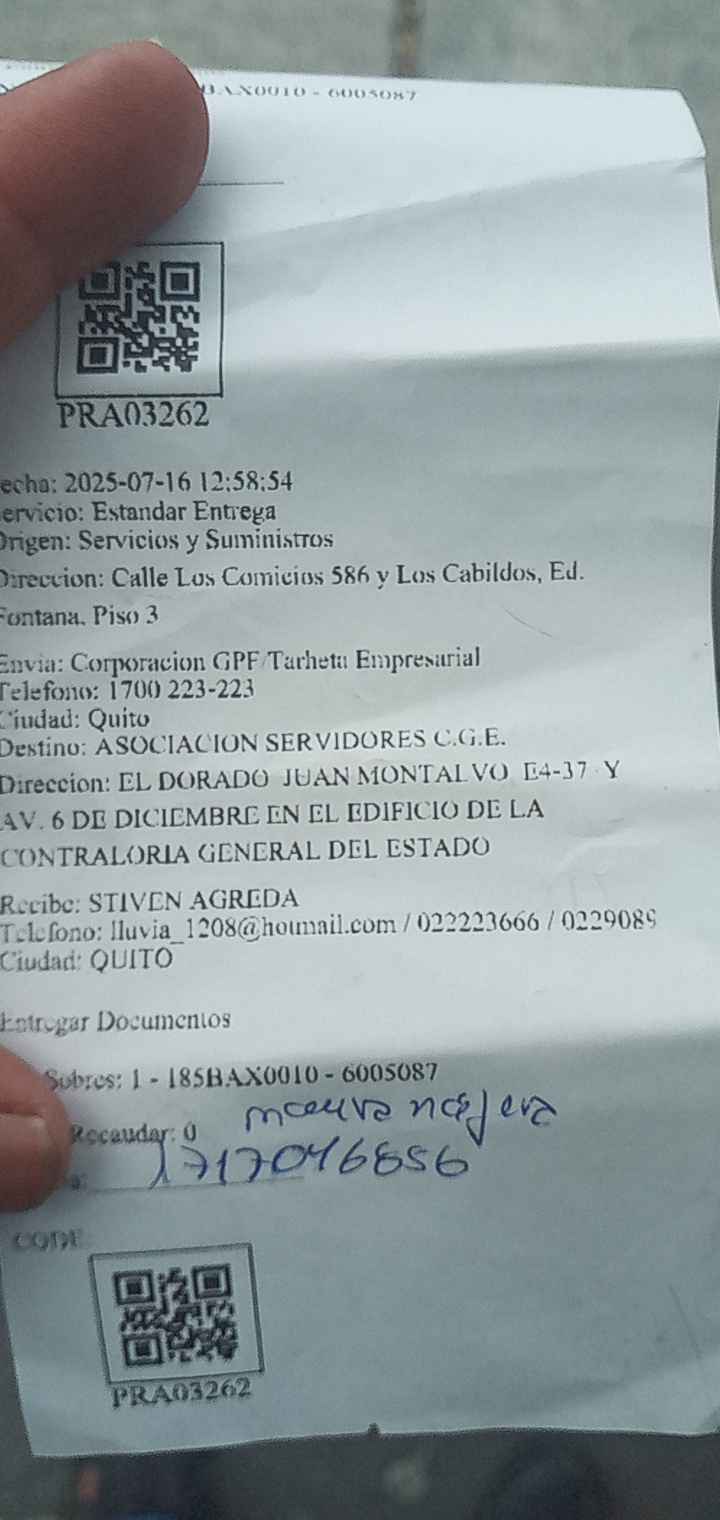 BAX0010 - 6005087
PRA03262
echa: 2025-07-16 12:58:54
ervicio: Estandar Entrega
Origen: Servicios y Suministros
Direccion: Calle Los Comicios 586 y Los Cabildos, Ed.
Fontana, Piso 3
Envia: Corporacion GPF/Tarheta Empresarial
Telefono: 1700 223-223
Ciudad: Quito
Destino: ASOCIACION SERVIDORES C.G.E.
Direccion: EL DORADO JUAN MONTALVO E4-37 Y
AV. 6 DE DICIEMBRE EN EL EDIFICIO DE LA
CONTRALORIA GENERAL DEL ESTADO
Recibe: STIVEN AGREDA
Telefono: lluvia_1208@hotmail.com / 022223666 / 0229089
Ciudad: QUITO
Entregar Documentos
Sobres: 1 - 185BAX0010 - 6005087
Recaudar: 0
1717046856
CODE
PRA03262